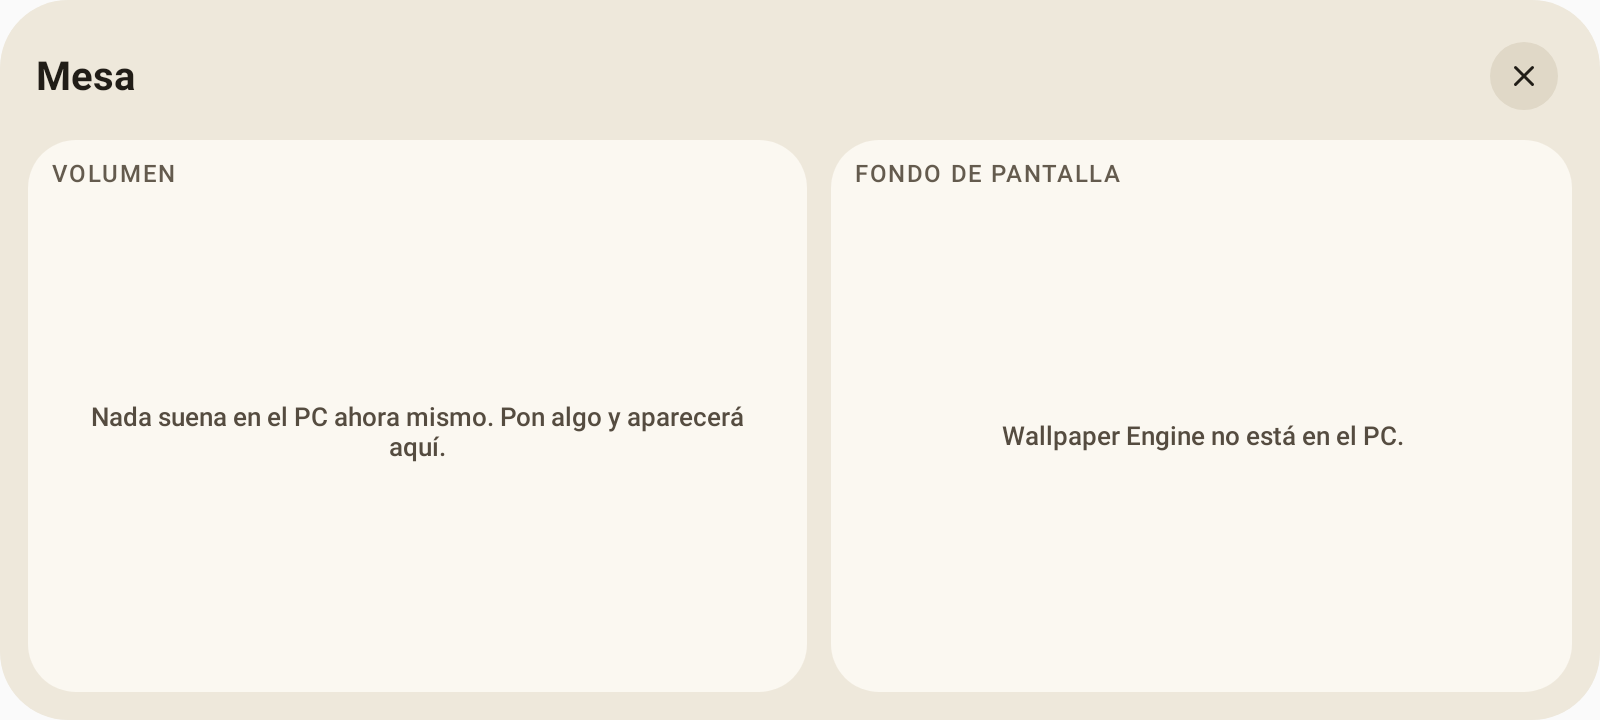 Mesa
VOLUMEN
Nada suena en el PC ahora mismo. Pon algo y aparecerá
aquí.
FONDO DE PANTALLA
Wallpaper Engine no está en el PC.